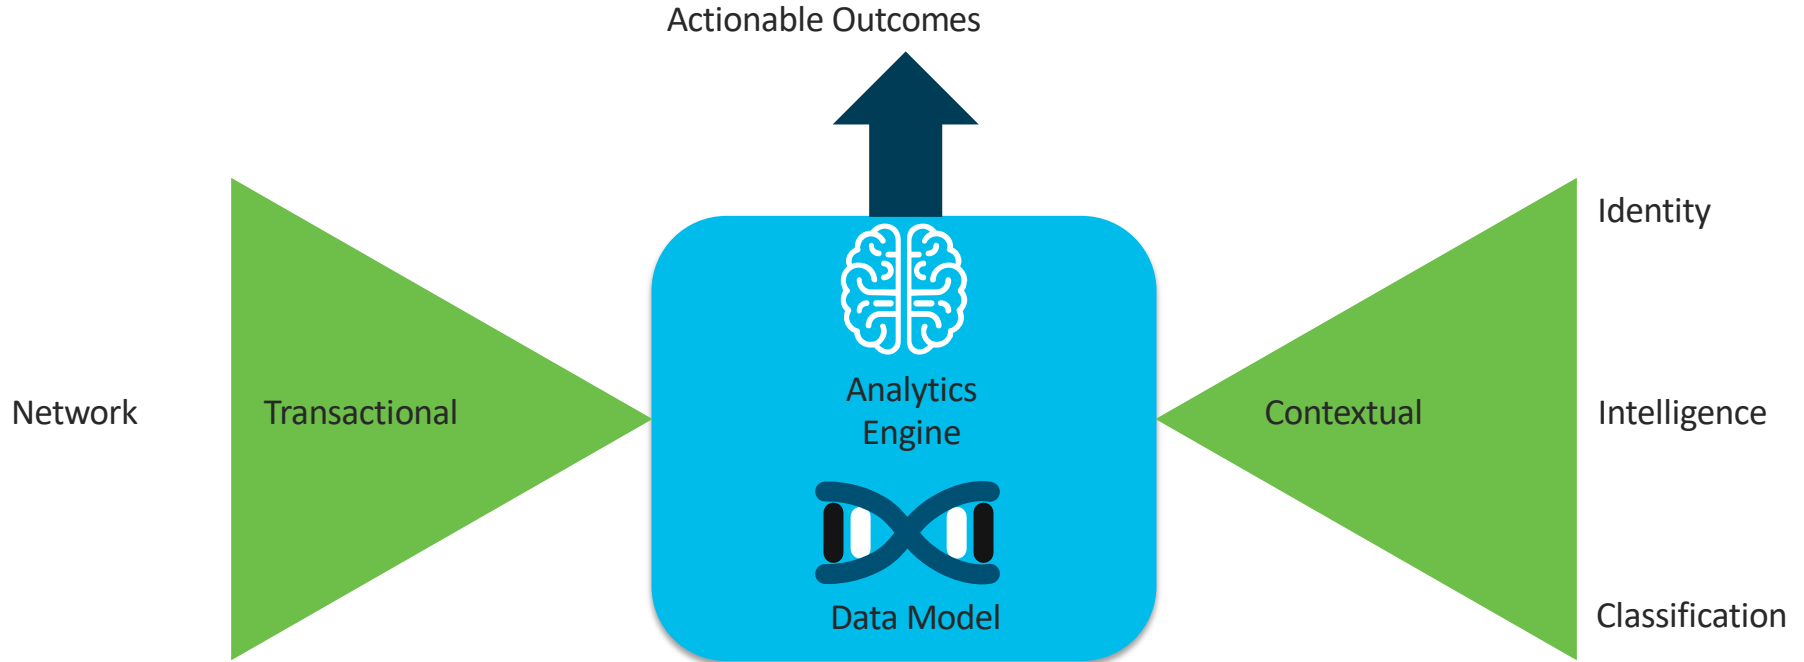 Actionable Outcomes
Identity
Network
Transactional
Analytics
Engine
Contextual
Intelligence
Data Model
Classification